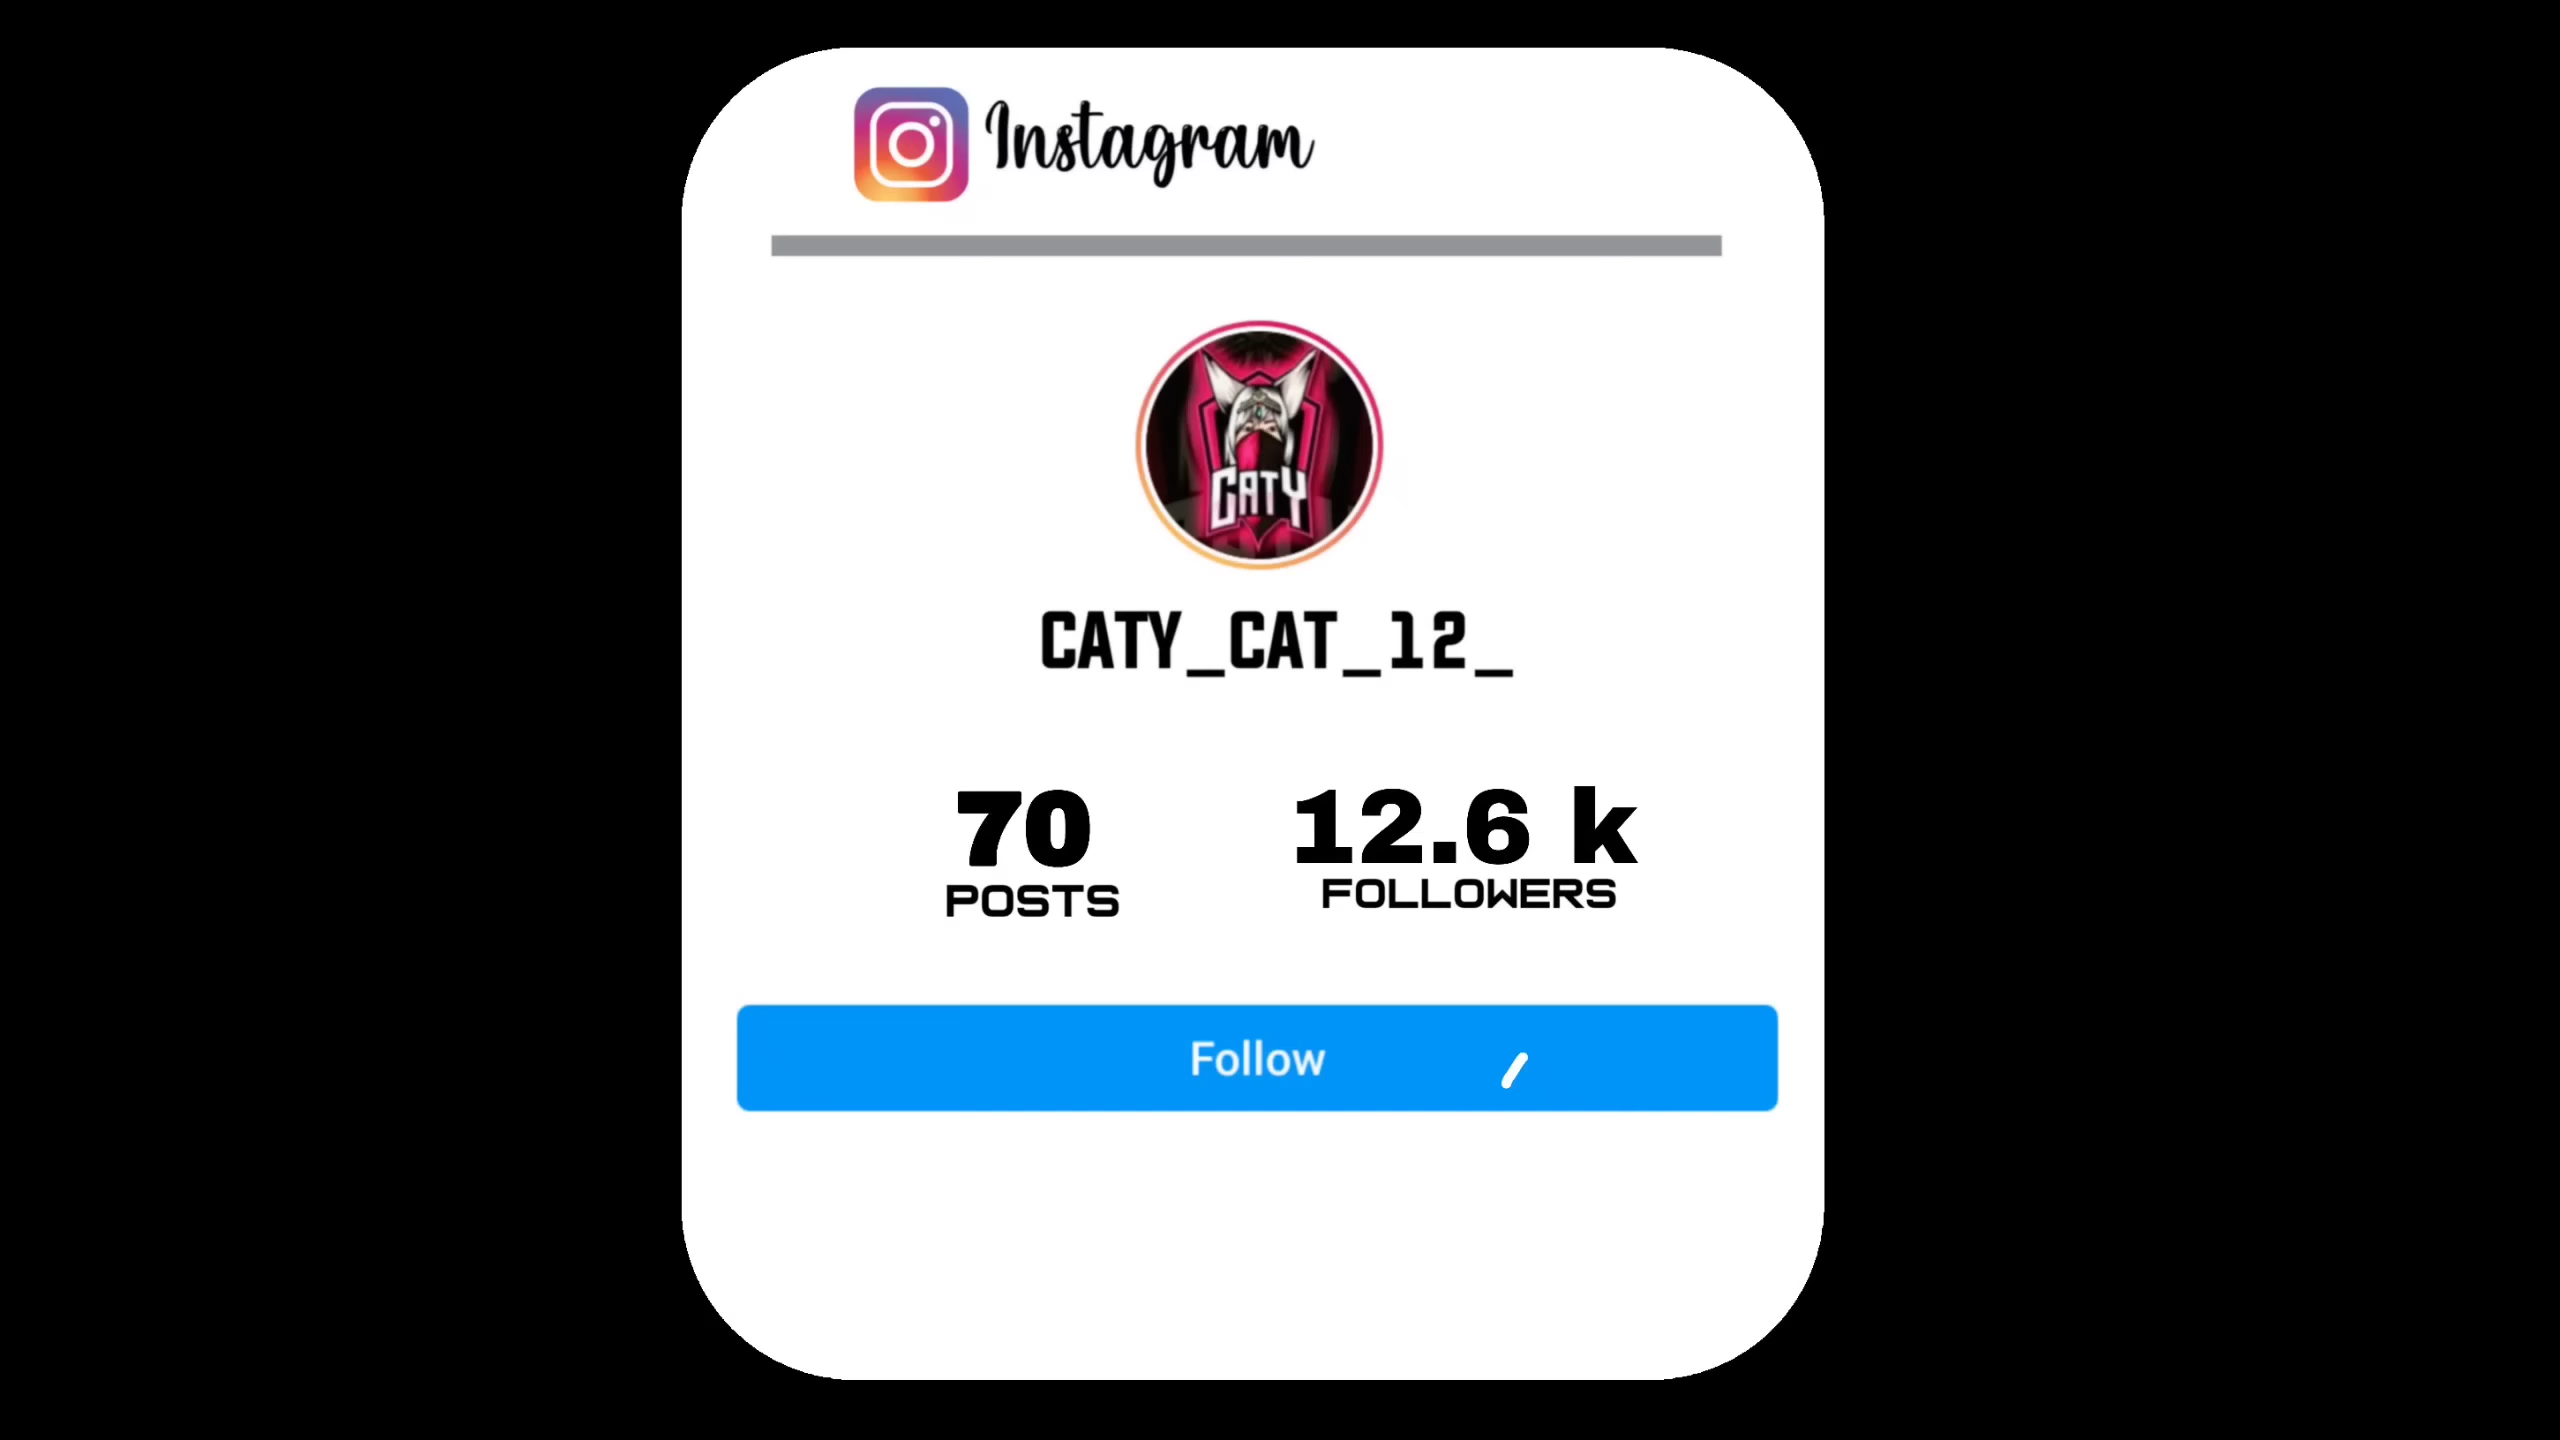 Instagram
CATY
CATY_CAT_12_
70
POSTS
12.6 k
FOLLOWERS
Follow